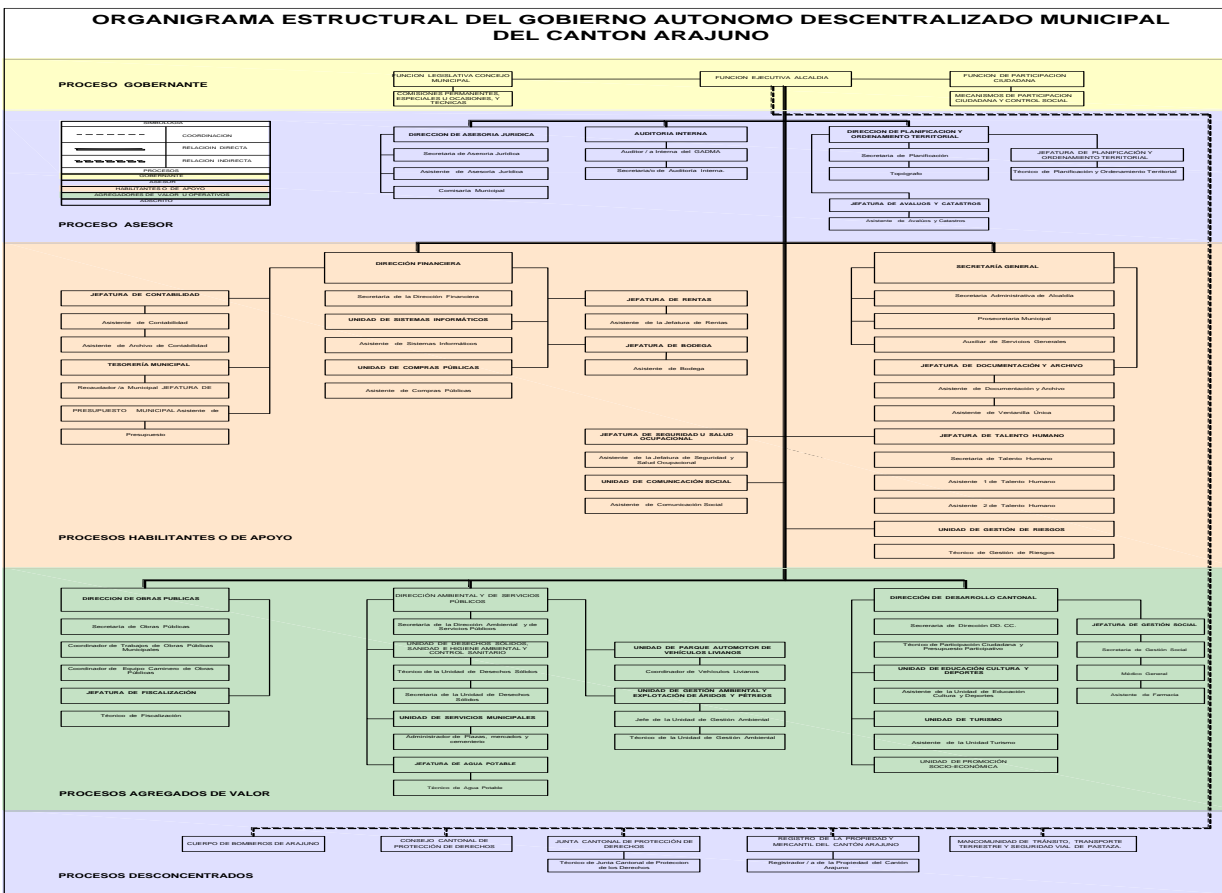 ORGANIGRAMA ESTRUCTURAL DEL GOBIERNO AUTONOMO DESCENTRALIZADO MUNICIPAL
DEL CANTON ARAJUNO
PROCESO GOBERNANTE
FUNCION LEGISLATIVA CONCEJO
MUNICIPAL
COMISIONES PERMANENTES,
ESPECIALES U OCASIONES, Y
TECNICAS
FUNCION EJECUTIVA ALCALDIA
FUNCION DE PARTICIPACION
CIUDADANA
MECANISMOS DE PARTICIPACION
CIUDADANA Y CONTROL SOCIAL
SIMBOLOGIA
COORDINACION
RELACION DIRECTA
RELACION INDIRECTA
PROCESOS
GOBERNANTE
ASESOR
HABILITANTES O DE APOYO
AGREGADORES DE VALOR U OPERATIVOS
ADSCRITO
PROCESO ASESOR
DIRECCION DE ASESORIA JURIDICA
Secretaria de Asesoria Jurídica
Asistente de Asesoria Juridica
Comisaría Municipal
AUDITORIA INTERNA
Auditor / a Interna del GADMA
Secretaria/o de Auditoria Interna.
DIRECCION DE PLANIFICACION Y
ORDENAMIENTO TERRITORIAL
Secretaria de Planificación
Topógrafo
JEFATURA DE AVALUOS Y CATASTROS
Asistente de Avalúos y Catastros
JEFATURA DE PLANIFICACIÓN Y
ORDENAMIENTO TERRITORIAL
Técnico de Planificación y Ordenamiento Territorial
DIRECCIÓN FINANCIERA
Secretaria de la Dirección Financiera
UNIDAD DE SISTEMAS INFORMÁTICOS
Asistente de Sistemas Informáticos
UNIDAD DE COMPRAS PÚBLICAS
Asistente de Compras Públicas
JEFATURA DE CONTABILIDAD
Asistente de Contabilidad
Asistente de Archivo de Contabilidad
TESORERÍA MUNICIPAL
Recaudador /a Municipal JEFATURA DE
PRESUPUESTO MUNICIPAL Asistente de
Presupuesto
JEFATURA DE RENTAS
Asistente de la Jefatura de Rentas
JEFATURA DE BODEGA
Asistente de Bodega
SECRETARÍA GENERAL
Secretaria Administrativa de Alcaldía
Prosecretaria Municipal
Auxiliar de Servicios Generales
JEFATURA DE DOCUMENTACIÓN Y ARCHIVO
Asistente de Documentación y Archivo
Asistente de Ventanilla Única
JEFATURA DE SEGURIDAD U SALUD
OCUPACIONAL
Asistente de la Jefatura de Seguridad y
Salud Ocupacional
UNIDAD DE COMUNICACIÓN SOCIAL
Asistente de Comunicación Social
JEFATURA DE TALENTO HUMANO
Secretaria de Talento Humano
Asistente 1 de Talento Humano
Asistente 2 de Talento Humano
UNIDAD DE GESTIÓN DE RIESGOS
Técnico de Gestión de Riesgos
PROCESOS HABILITANTES O DE APOYO
DIRECCION DE OBRAS PUBLICAS
Secretaria de Obras Públicas
Coordinador de Trabajos de Obras Públicas
Municipales
Coordinador de Equipo Caminero de Obras
Públicas
JEFATURA DE FISCALIZACIÓN
Técnico de Fiscalización
DIRECCIÓN AMBIENTAL Y DE SERVICIOS
PÚBLICOS
Secretaria de la Dirección Ambiental y de
Servicios Públicos
UNIDAD DE DESECHOS SÓLIDOS,
SANIDAD E HIGIENE AMBIENTAL Y
CONTROL SANITARIO
Técnico de la Unidad de Desechos Sólidos
Secretaria de la Unidad de Desechos
Sólidos
UNIDAD DE SERVICIOS MUNICIPALES
Administrador de Plazas, mercados y
cementerio
JEFATURA DE AGUA POTABLE
Técnico de Agua Potable
UNIDAD DE PARQUE AUTOMOTOR DE
VEHÍCULOS LIVIANOS
Coordinador de Vehículos Livianos
UNIDAD DE GESTIÓN AMBIENTAL Y
EXPLOTACIÓN DE ÁRIDOS Y PÉTREOS
Jefe de la Unidad de Gestión Ambiental
Técnico de la Unidad de Gestión Ambiental
DIRECCIÓN DE DESARROLLO CANTONAL
Secretaria de Dirección DD. CC.
Técnico de Participación Ciudadana y
Presupuesto Participativo
UNIDAD DE EDUCACIÓN CULTURA Y
DEPORTES
Asistente de la Unidad de Educación
Cultura y Deportes
UNIDAD DE TURISMO
Asistente de la Unidad Turismo
UNIDAD DE PROMOCIÓN
SOCIO-ECONÓMICA
JEFATURA DE GESTIÓN SOCIAL
Secretaria de Gestión Social
Médico General
Asistente de Farmacia
PROCESOS AGREGADOS DE VALOR
CUERPO DE BOMBEROS DE ARAJUNO
CONSEJO CANTONAL DE
PROTECCIÓN DE DERECHOS
JUNTA CANTONAL DE PROTECCIÓN DE
DERECHOS
Técnico de Junta Cantonal de Proteccion
de los Derechos
REGISTRO DE LA PROPIEDAD Y
MERCANTIL DEL CANTÓN ARAJUNO
Registrador / a de la Propiedad del Cantón
Arajuno
MANCOMUNIDAD DE TRÁNSITO, TRANSPORTE
TERRESTRE Y SEGURIDAD VIAL DE PASTAZA.
PROCESOS DESCONCENTRADOS